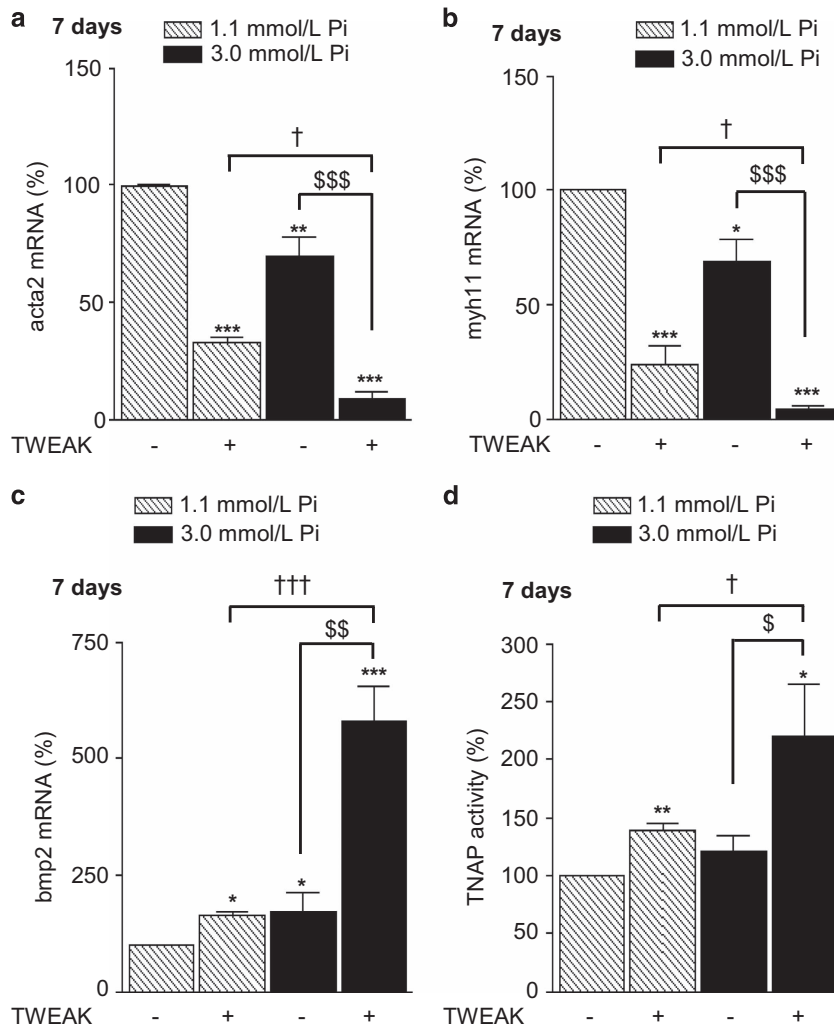 a
7 days
1.1 mmol/L Pi
3.0 mmol/L Pi
acta2 mRNA (%)
150
100
50
0
†
$$$
***
**
***
TWEAK - + - +
b
7 days
1.1 mmol/L Pi
3.0 mmol/L Pi
myh11 mRNA (%)
150
100
50
0
†
$$$
***
*
***
TWEAK - + - +
c
1.1 mmol/L Pi
3.0 mmol/L Pi
7 days
bmp2 mRNA (%)
750
500
250
0
†††
$$
*
*
***
TWEAK - + - +
d
1.1 mmol/L Pi
3.0 mmol/L Pi
7 days
TNAP activity (%)
300
250
200
150
100
50
0
†
$
**
*
TWEAK - + - +